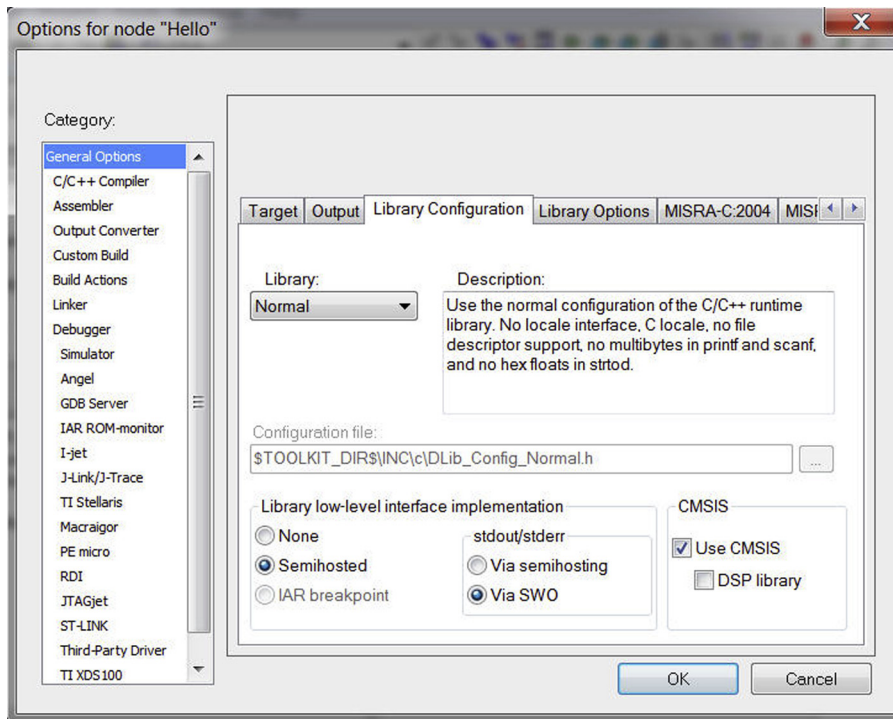 Options for node "Hello"
X
Category:
General Options
C/C++ Compiler
Assembler
Output Converter
Custom Build
Build Actions
Linker
Debugger
Simulator
Angel
GDB Server
IAR ROM-monitor
I-jet
J-Link/J-Trace
TI Stellaris
Macraigor
PE micro
RDI
JTAGjet
ST-LINK
Third-Party Driver
TI XDS100
Target Output Library Configuration Library Options MISRA-C:2004
Library:
Normal
Description:
Use the normal configuration of the C/C++ runtime
library. No locale interface, C locale, no file
descriptor support, no multibytes in printf and scanf,
and no hex floats in strtod.
Configuration file:
$TOOLKIT_DIR$\INC\c\DLib_Config_Normal.h
...
Library low-level interface implementation
None
Semihosted
IAR breakpoint
stdout/stderr
Via semihosting
Via SWO
CMSIS
Use CMSIS
DSP library
OK
Cancel